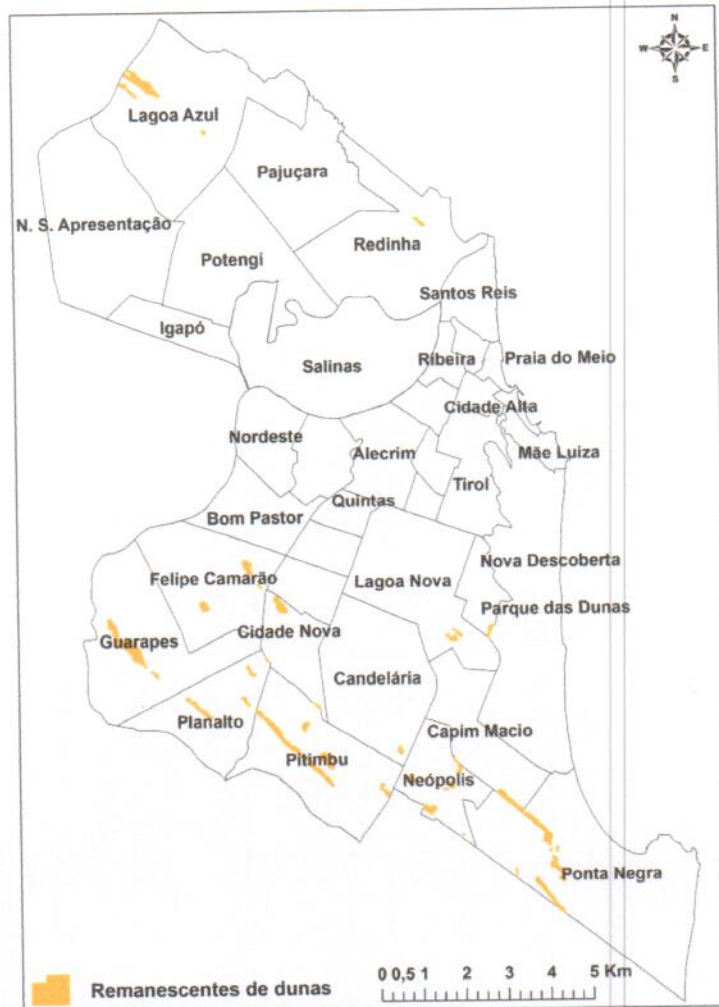 N
W E
S
Lagoa Azul
Pajuçara
N. S. Apresentação
Redinha
Potengi
Santos Reis
Igapó
Ribeira
Praia do Meio
Salinas
Cidade Alta
Nordeste
Alecrim
Mãe Luiza
Tirol
Quintas
Bom Pastor
Nova Descoberta
Felipe Camarão
Lagoa Nova
Parque das Dunas
Cidade Nova
Guarapes
Candelária
Planalto
Capim Macio
Pitimbu
Neópolis
Ponta Negra
0 0,5 1 2 3 4 5 Km
Remanescentes de dunas